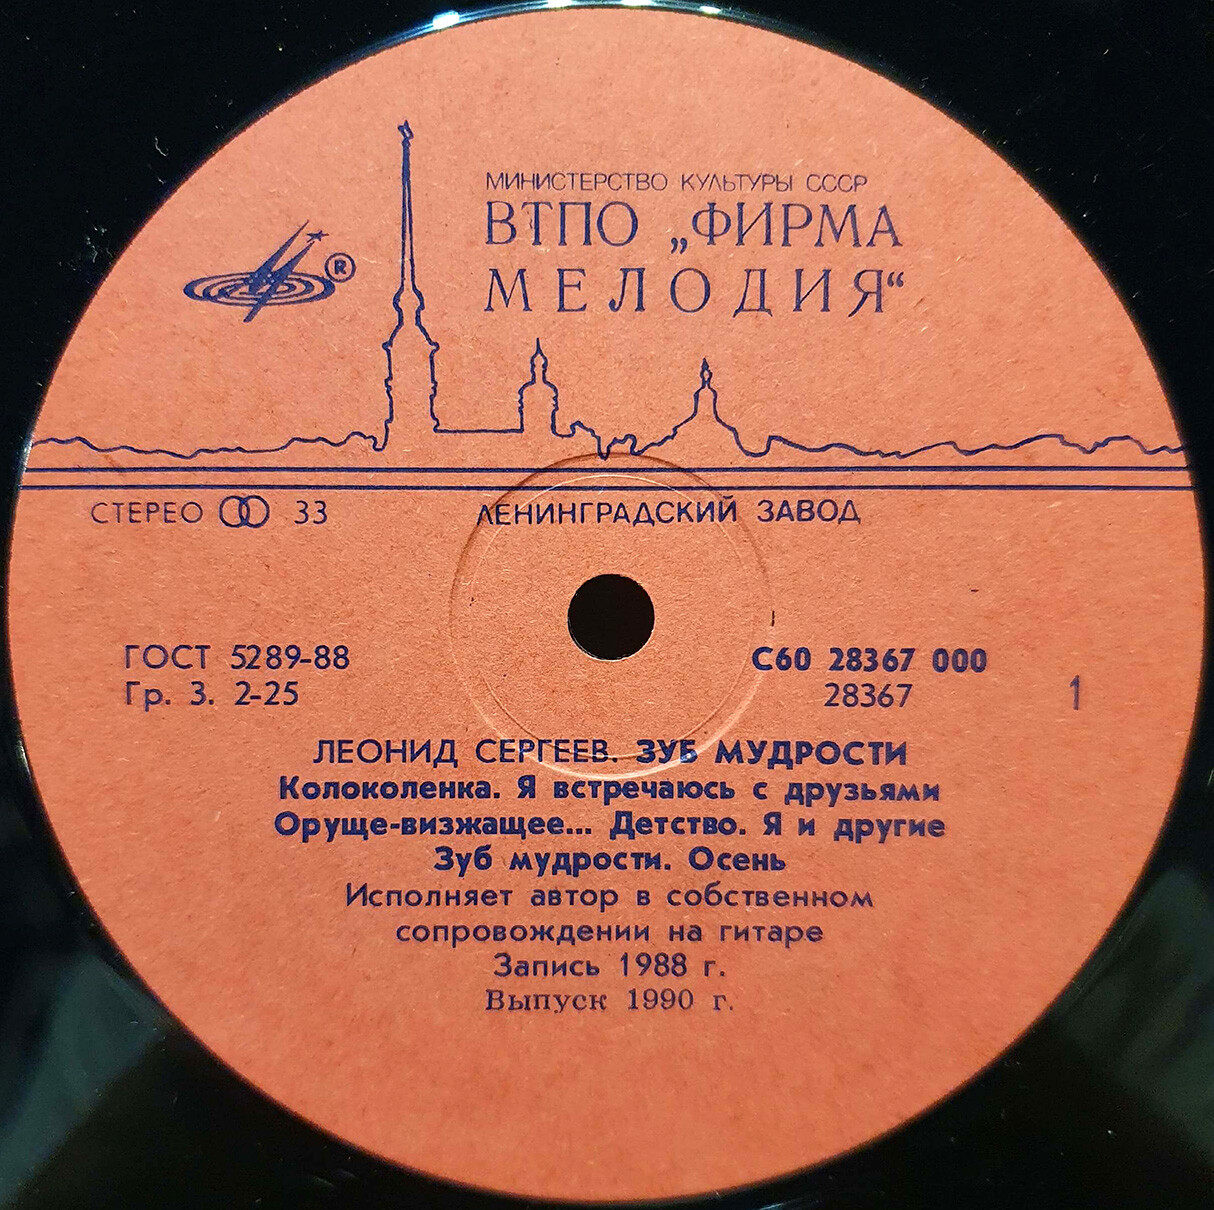 МИНИСТЕРСТВО КУЛЬТУРЫ СССР
ВТПО „ФИРМА
МЕЛОДИЯ“
®
СТЕРЕО 33
ЛЕНИНГРАДСКИЙ ЗАВОД
ГОСТ 5289-88
Гр. 3. 2-25
С60 28367 000
28367
1
ЛЕОНИД СЕРГЕЕВ. ЗУБ МУДРОСТИ
Колоколенка. Я встречаюсь с друзьями
Оруще-визжащее... Детство. Я и другие
Зуб мудрости. Осень
Исполняет автор в собственном
сопровождении на гитаре
Запись 1988 г.
Выпуск 1990 г.